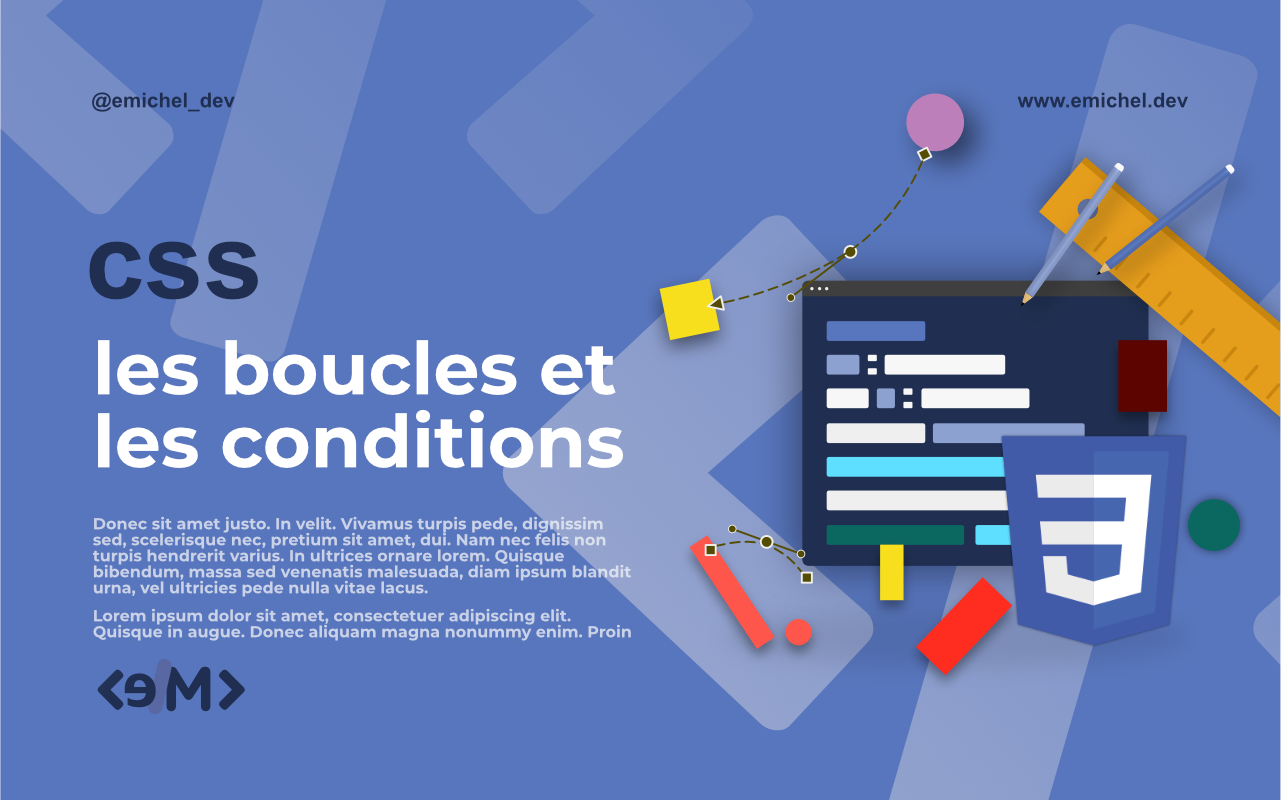 @emichel_dev
www.emichel.dev
css
les boucles et
les conditions
Donec sit amet justo. In velit. Vivamus turpis pede, dignissim
sed, scelerisque nec, pretium sit amet, dui. Nam nec felis non
turpis hendrerit varius. In ultrices ornare lorem. Quisque
bibendum, massa sed venenatis malesuada, diam ipsum blandit
urna, vel ultricies pede nulla vitae lacus.
Lorem ipsum dolor sit amet, consectetuer adipiscing elit.
Quisque in augue. Donec aliquam magna nonummy enim. Proin
<e/M>